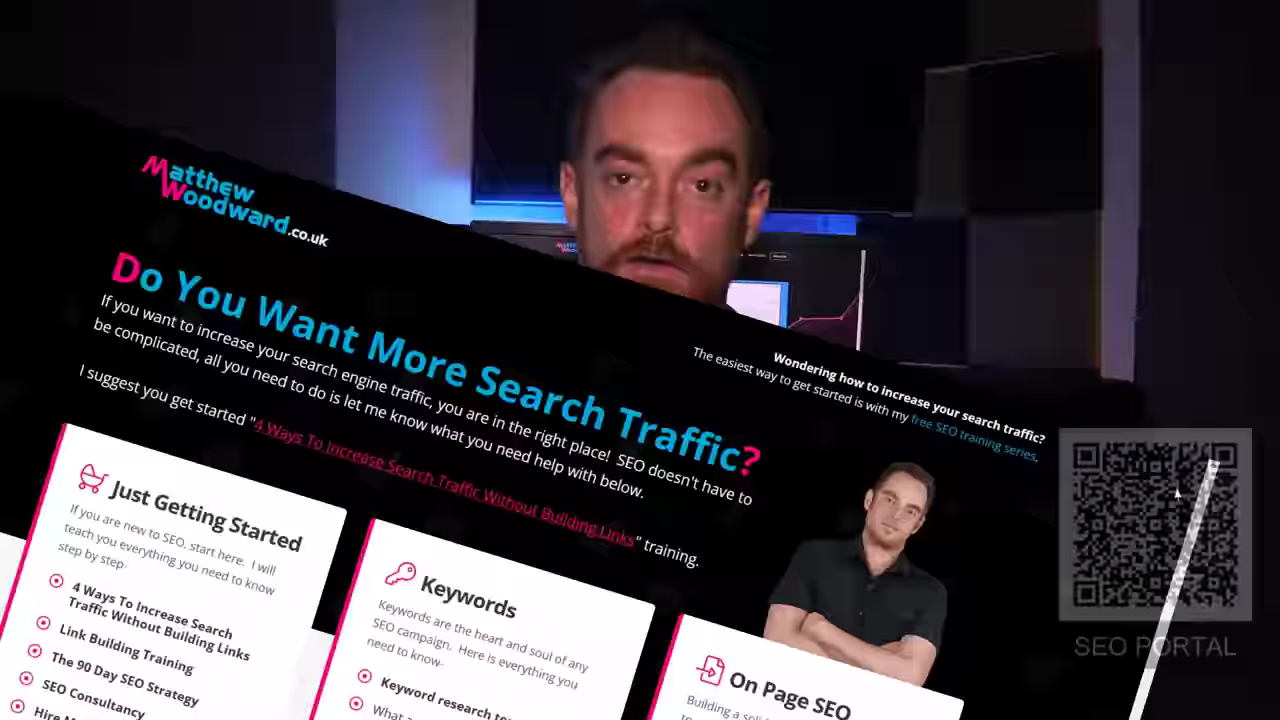 Matthew
Woodward.co.uk
Do You Want More Search Traffic?
If you want to increase your search engine traffic, you are in the right place! SEO doesn't have to
be complicated, all you need to do is let me know what you need help with below.
I suggest you get started "4 Ways To Increase Search Traffic Without Building Links" training.
Wondering how to increase your search traffic?
The easiest way to get started is with my free SEO training series.
Just Getting Started
If you are new to SEO, start here. I will
teach you everything you need to know
step by step-
4 Ways To Increase Search
Traffic Without Building Links
Link Building Training
The 90 Day SEO Strategy
SEO Consultancy
Hire
Keywords
Keywords are the heart and soul of any
SEO campaign. Here is everything you
need to know-
Keyword research
What
On Page SEO
Building a
SEO PORTAL